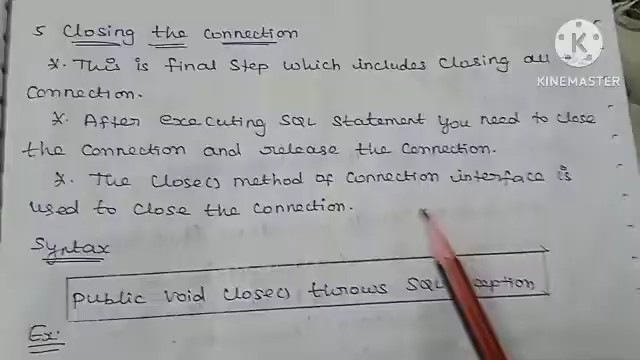 5 Closing the Connection
*. This is final step which includes closing all
Connection.
*. After executing SQL statement you need to close
the connection and release the connection.
*. The close() method of connection interface is
used to close the connection.
Syntax
public void close() throws
Ex:
K
KINEMASTER